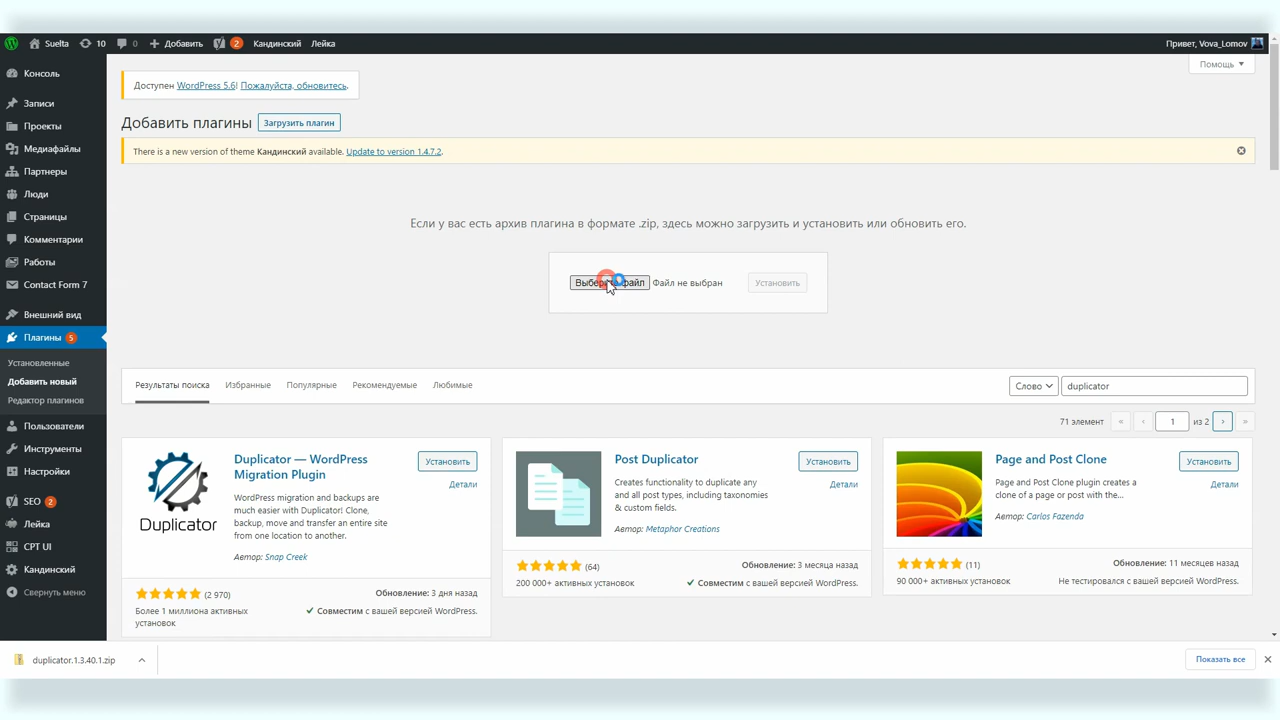 Suelta 10 0 Добавить 2 Кандинский Лейка Привет, Vova_Lomov
Помощь
Консоль
Записи
Проекты
Медиафайлы
Партнеры
Люди
Страницы
Комментарии
Работы
Contact Form 7
Внешний вид
Плагины 5
Установленные
Добавить новый
Редактор плагинов
Пользователи
Инструменты
Настройки
SEO 2
Лейка
CPT UI
Кандинский
Свернуть меню
Доступен WordPress 5.6! Пожалуйста, обновитесь.
Добавить плагины Загрузить плагин
There is a new version of theme Кандинский available. Update to version 1.4.7.2.
Если у вас есть архив плагина в формате .zip, здесь можно загрузить и установить или обновить его.
Файл не выбран Установить
Результаты поиска Избранные Популярные Рекомендуемые Любимые Слово duplicator
71 элемент « ‹ 1 из 2 › »
Duplicator
Duplicator — WordPress
Migration Plugin
Установить
Детали
WordPress migration and backups are
much easier with Duplicator! Clone,
backup, move and transfer an entire site
from one location to another.
Автор: Snap Creek
(2 970)
Более 1 миллиона активных
установок
Обновление: 3 дня назад
Совместим с вашей версией WordPress.
Post Duplicator
Установить
Детали
Creates functionality to duplicate any
and all post types, including taxonomies
& custom fields.
Автор: Metaphor Creations
(64)
200 000+ активных установок
Обновление: 3 месяца назад
Совместим с вашей версией WordPress.
Page and Post Clone
Установить
Детали
Page and Post Clone plugin creates a
clone of a page or post with the...
Автор: Carlos Fazenda
(11)
90 000+ активных установок
Обновление: 11 месяцев назад
Не тестировался с вашей версией WordPress.
duplicator.1.3.40.1.zip
Показать все